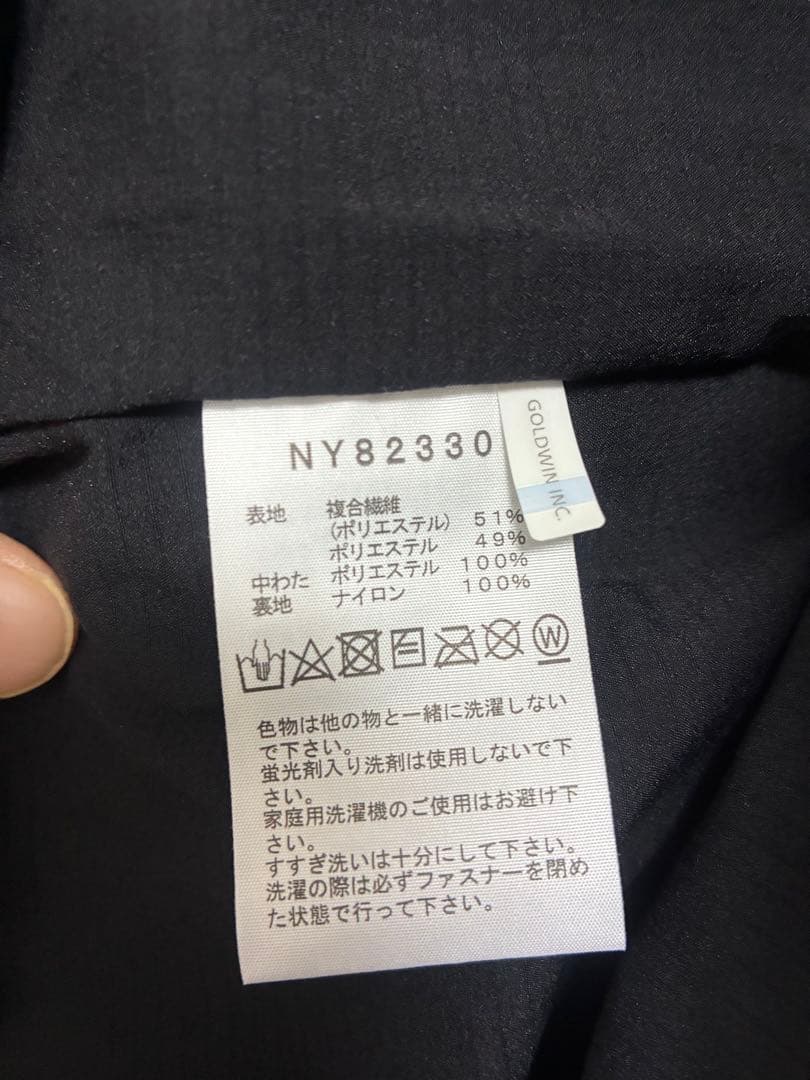 NY82330
GOLDWIN INC.
表地 複合繊維
(ポリエステル) 51%
ポリエステル 49%
中わた ポリエステル 100%
裏地 ナイロン 100%
W
色物は他の物と一緒に洗濯しない
で下さい。
蛍光剤入り洗剤は使用しないで下
さい。
家庭用洗濯機のご使用はお避け下
さい。
すすぎ洗いは十分にして下さい。
洗濯の際は必ずファスナーを閉め
た状態で行って下さい。